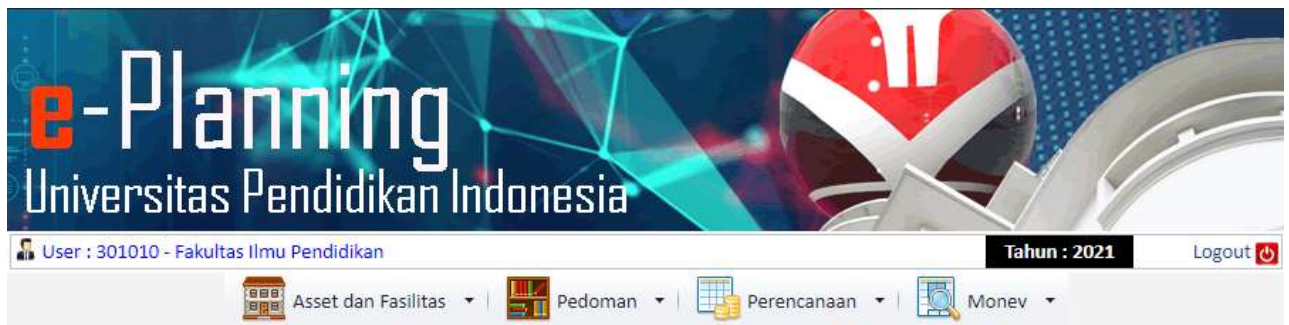 e-Planning
Universitas Pendidikan Indonesia
User : 301010 - Fakultas Ilmu Pendidikan Tahun : 2021 Logout
Asset dan Fasilitas Pedoman Perencanaan Monev